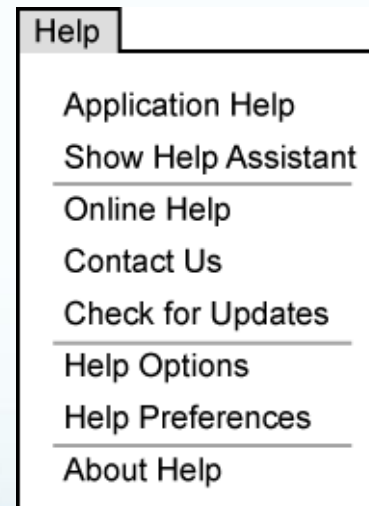 Help
Application Help
Show Help Assistant
Online Help
Contact Us
Check for Updates
Help Options
Help Preferences
About Help